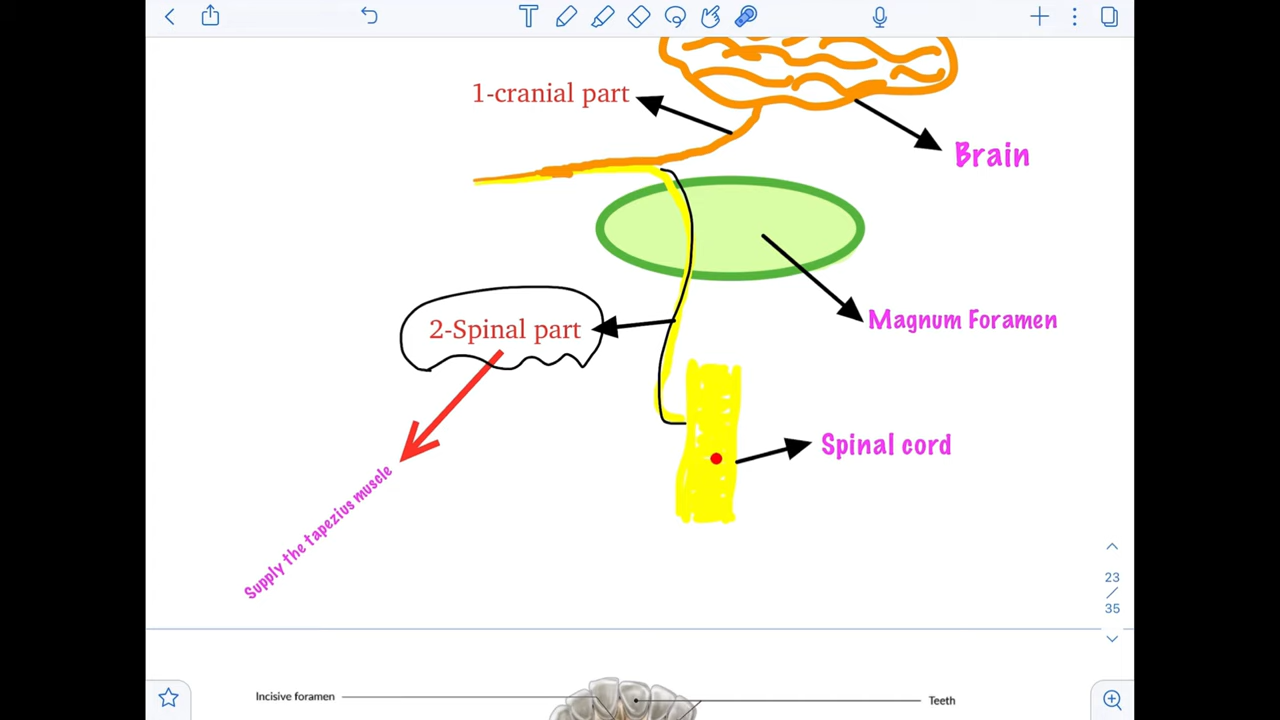 1-cranial part
Brain
Magnum Foramen
2-Spinal part
Spinal cord
Supply the tapezius muscle
23
/
35
Incisive foramen
Teeth